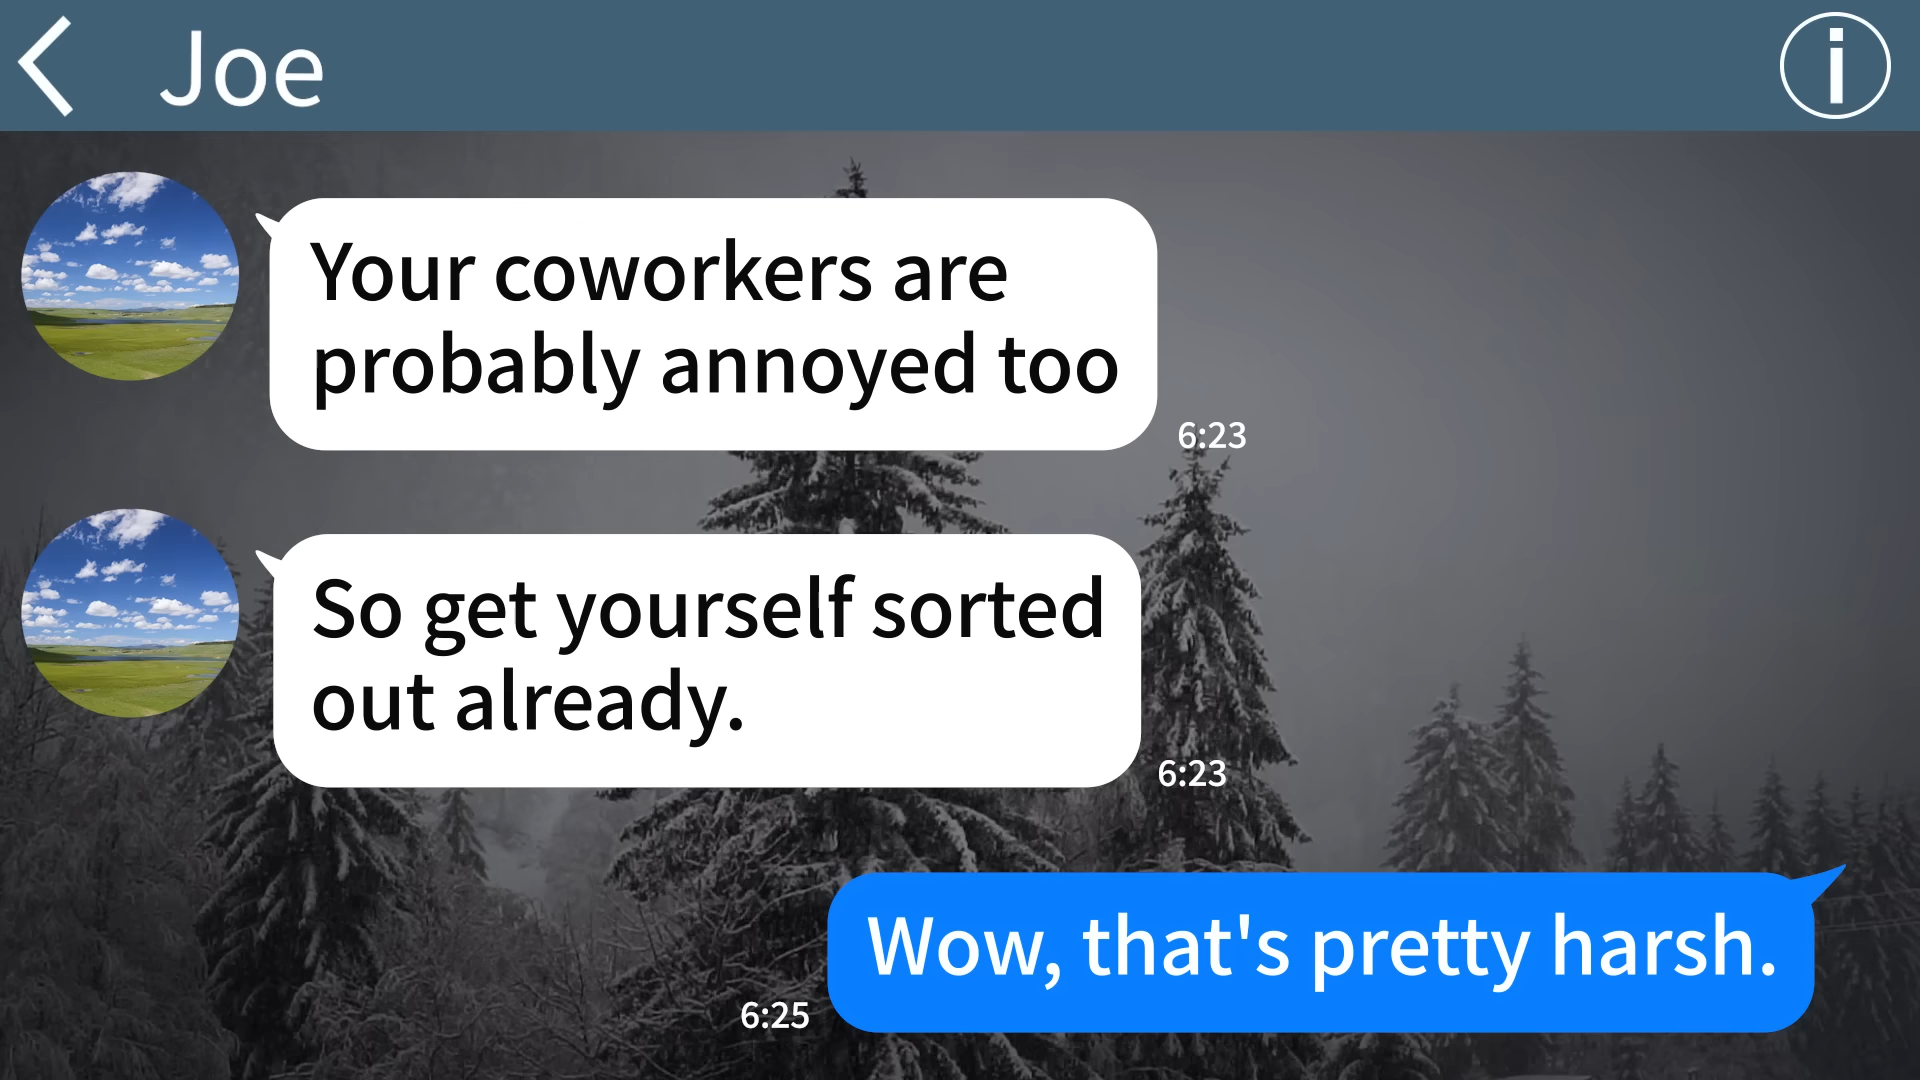 Joe
Your coworkers are
probably annoyed too
6:23
So get yourself sorted
out already.
6:23
Wow, that's pretty harsh.
6:25